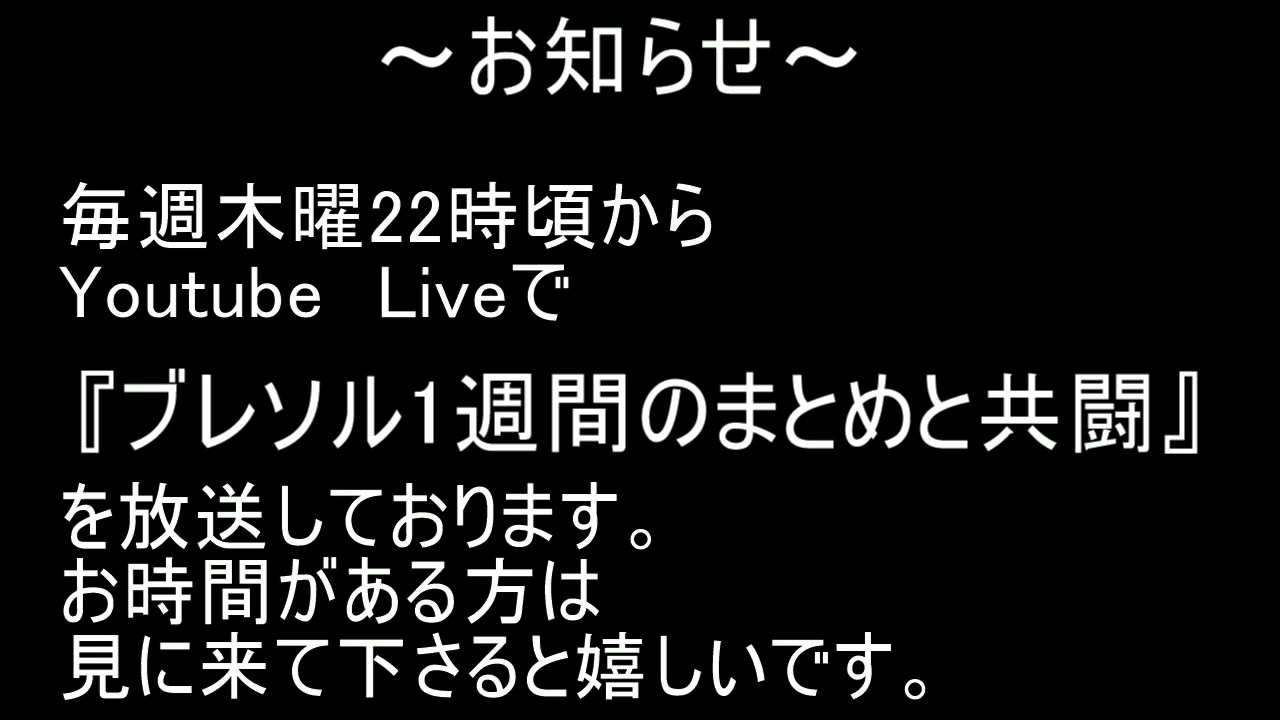 ～お知らせ～
毎週木曜22時頃から
Youtube　Liveで
『ブレソル1週間のまとめと共闘』
を放送しております。
お時間がある方は
見に来て下さると嬉しいです。